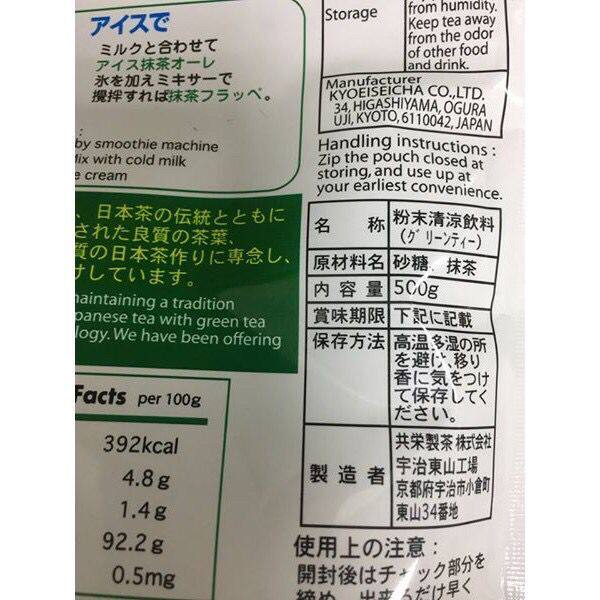 アイスで
ミルクと合わせて
アイス抹茶オーレ
氷を加えミキサーで
攪拌すれば抹茶フラッペ。
by smoothie machine
Mix with cold milk
e cream
、日本茶の伝統とともに
された良質の茶葉、
質の日本茶作りに専念し、
けしています。
maintaining a tradition
panese tea with green tea
logy. We have been offering
Facts per 100g
392kcal
4.8g
1.4g
92.2g
0.5mg
Storage
from humidity.
Keep tea away
from the odor
of other food
and drink.
Manufacturer
KYOEISEICHA CO.,LTD.
34, HIGASHIYAMA, OGURA
UJI, KYOTO, 6110042, JAPAN
Handling instructions :
Zip the pouch closed at
storing, and use up at
your earliest convenience.
名称 粉末清涼飲料
(グリーンティー)
原材料名 砂糖、抹茶
内容量 500g
賞味期限 下記に記載
保存方法 高温多湿の所
を避け、移り
香に気をつけ
て保存してく
ださい。
製造者 共栄製茶株式会社
宇治東山工場
京都府宇治市小倉町
東山34番地
使用上の注意：
開封後はチャック部分を
締め、出来るだけ早く